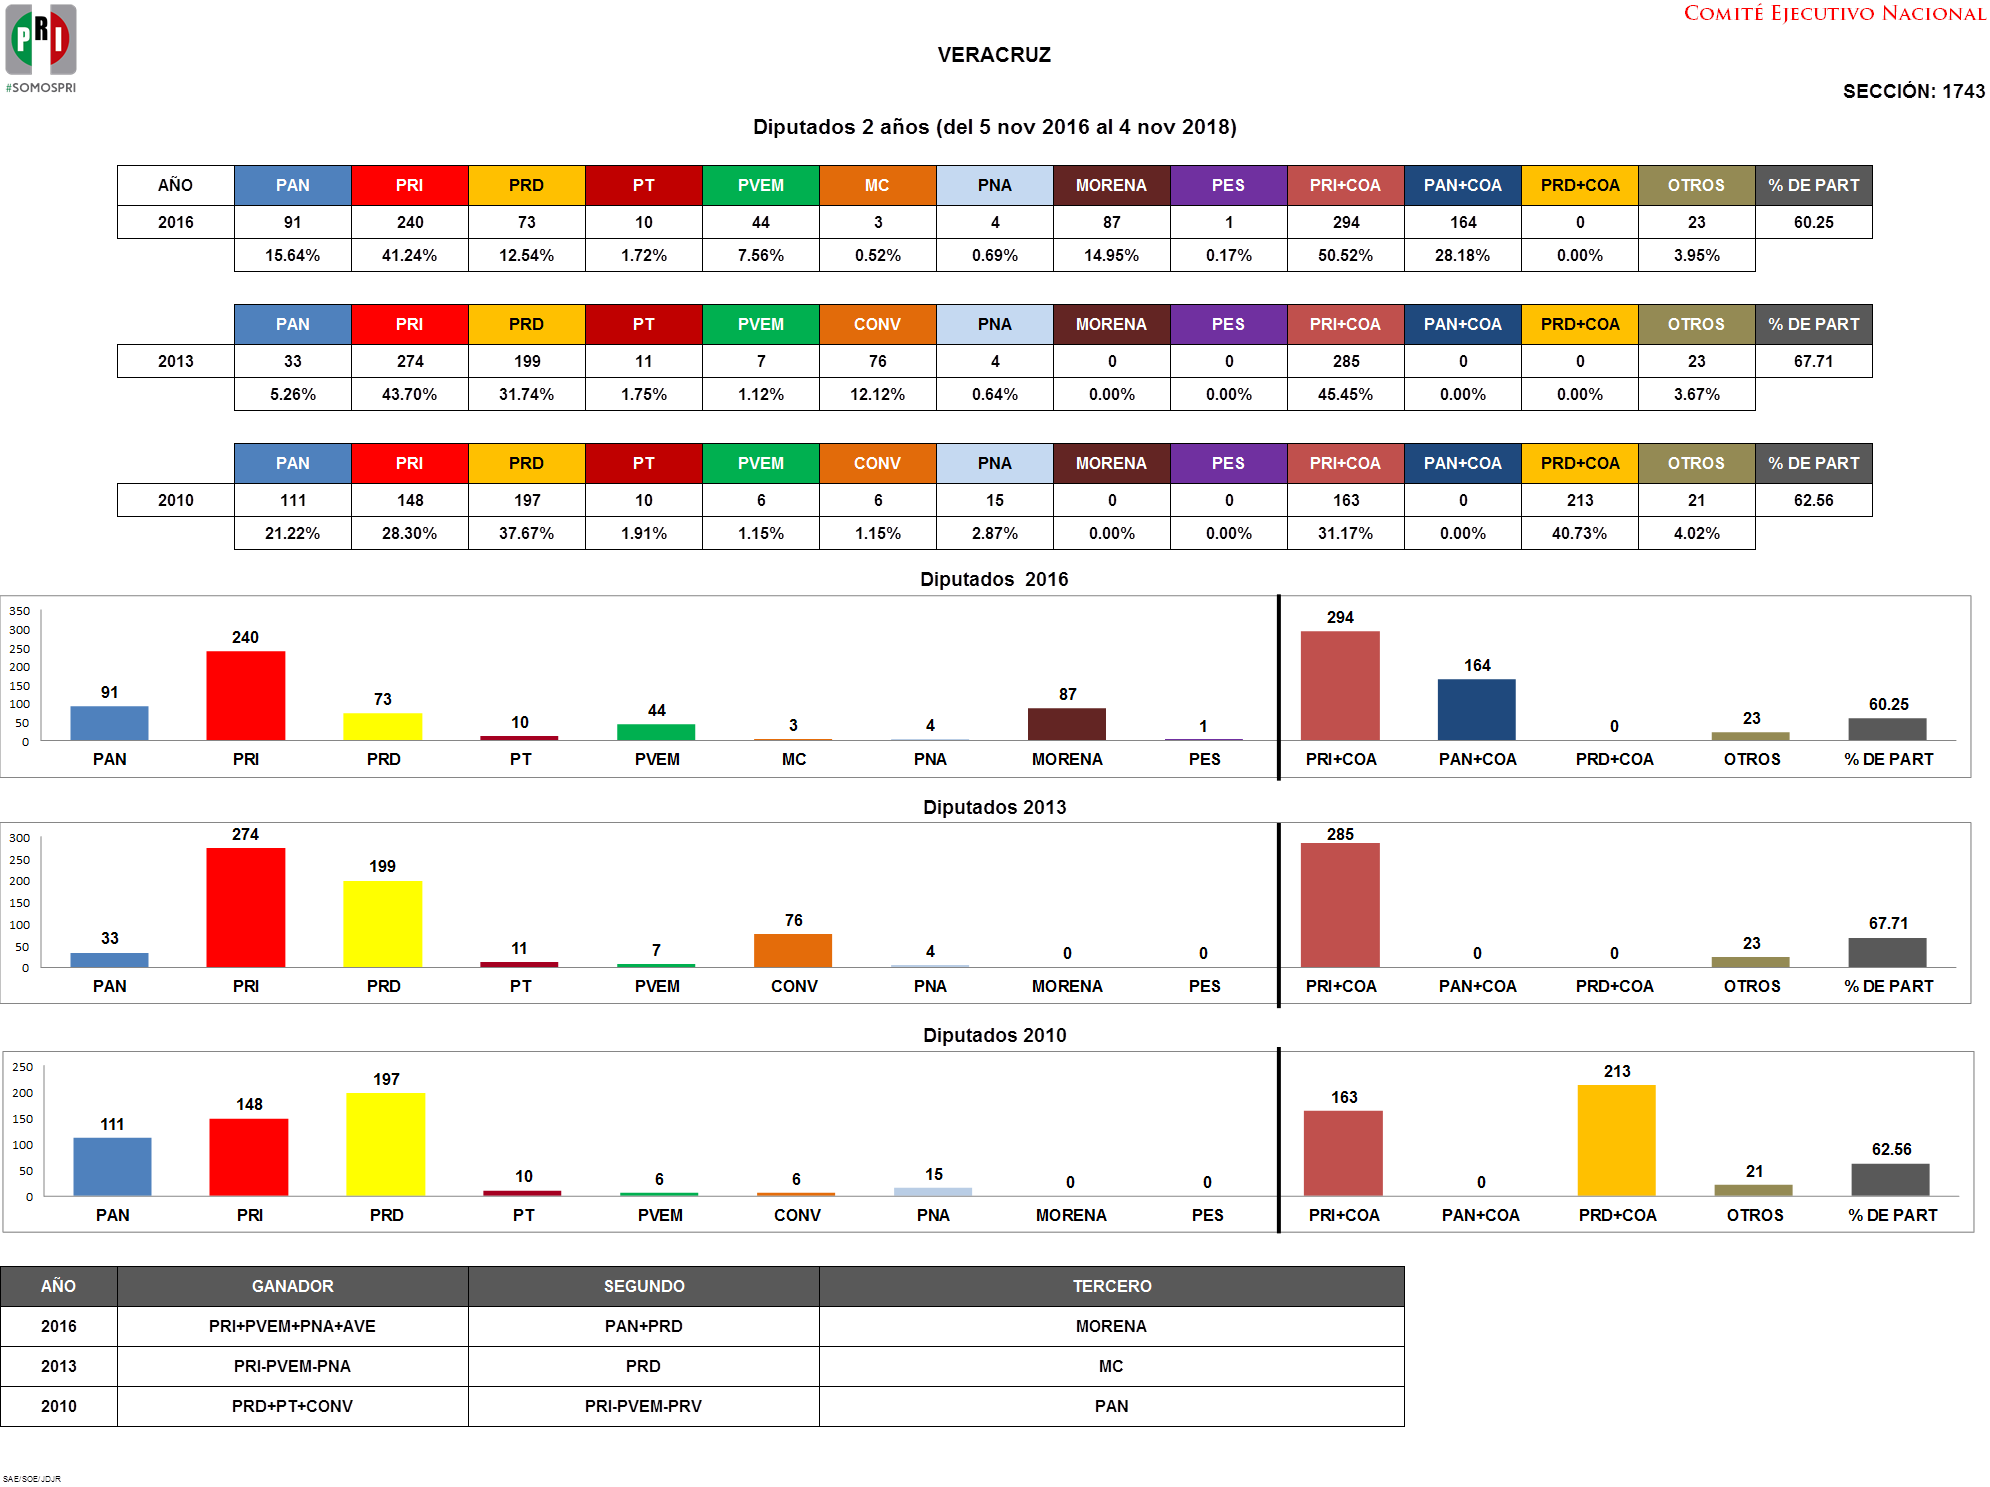 COMITÉ EJECUTIVO NACIONAL
PRI
#SOMOSPRI
VERACRUZ
SECCIÓN: 1743
Diputados 2 años (del 5 nov 2016 al 4 nov 2018)
AÑO PAN PRI PRD PT PVEM MC PNA MORENA PES PRI+COA PAN+COA PRD+COA OTROS % DE PART
2016 91 240 73 10 44 3 4 87 1 294 164 0 23 60.25
15.64% 41.24% 12.54% 1.72% 7.56% 0.52% 0.69% 14.95% 0.17% 50.52% 28.18% 0.00% 3.95%
PAN PRI PRD PT PVEM CONV PNA MORENA PES PRI+COA PAN+COA PRD+COA OTROS % DE PART
2013 33 274 199 11 7 76 4 0 0 285 0 0 23 67.71
5.26% 43.70% 31.74% 1.75% 1.12% 12.12% 0.64% 0.00% 0.00% 45.45% 0.00% 0.00% 3.67%
PAN PRI PRD PT PVEM CONV PNA MORENA PES PRI+COA PAN+COA PRD+COA OTROS % DE PART
2010 111 148 197 10 6 6 15 0 0 163 0 213 21 62.56
21.22% 28.30% 37.67% 1.91% 1.15% 1.15% 2.87% 0.00% 0.00% 31.17% 0.00% 40.73% 4.02%
Diputados 2016
350
300
250
200
150
100
50
0
91 240 73 10 44 3 4 87 1 294 164 0 23 60.25
PAN PRI PRD PT PVEM MC PNA MORENA PES PRI+COA PAN+COA PRD+COA OTROS % DE PART
Diputados 2013
300
250
200
150
100
50
0
33 274 199 11 7 76 4 0 0 285 0 0 23 67.71
PAN PRI PRD PT PVEM CONV PNA MORENA PES PRI+COA PAN+COA PRD+COA OTROS % DE PART
Diputados 2010
250
200
150
100
50
0
111 148 197 10 6 6 15 0 0 163 0 213 21 62.56
PAN PRI PRD PT PVEM CONV PNA MORENA PES PRI+COA PAN+COA PRD+COA OTROS % DE PART
AÑO GANADOR SEGUNDO TERCERO
2016 PRI+PVEM+PNA+AVE PAN+PRD MORENA
2013 PRI-PVEM-PNA PRD MC
2010 PRD+PT+CONV PRI-PVEM-PRV PAN
SAE/SOE/JDJR